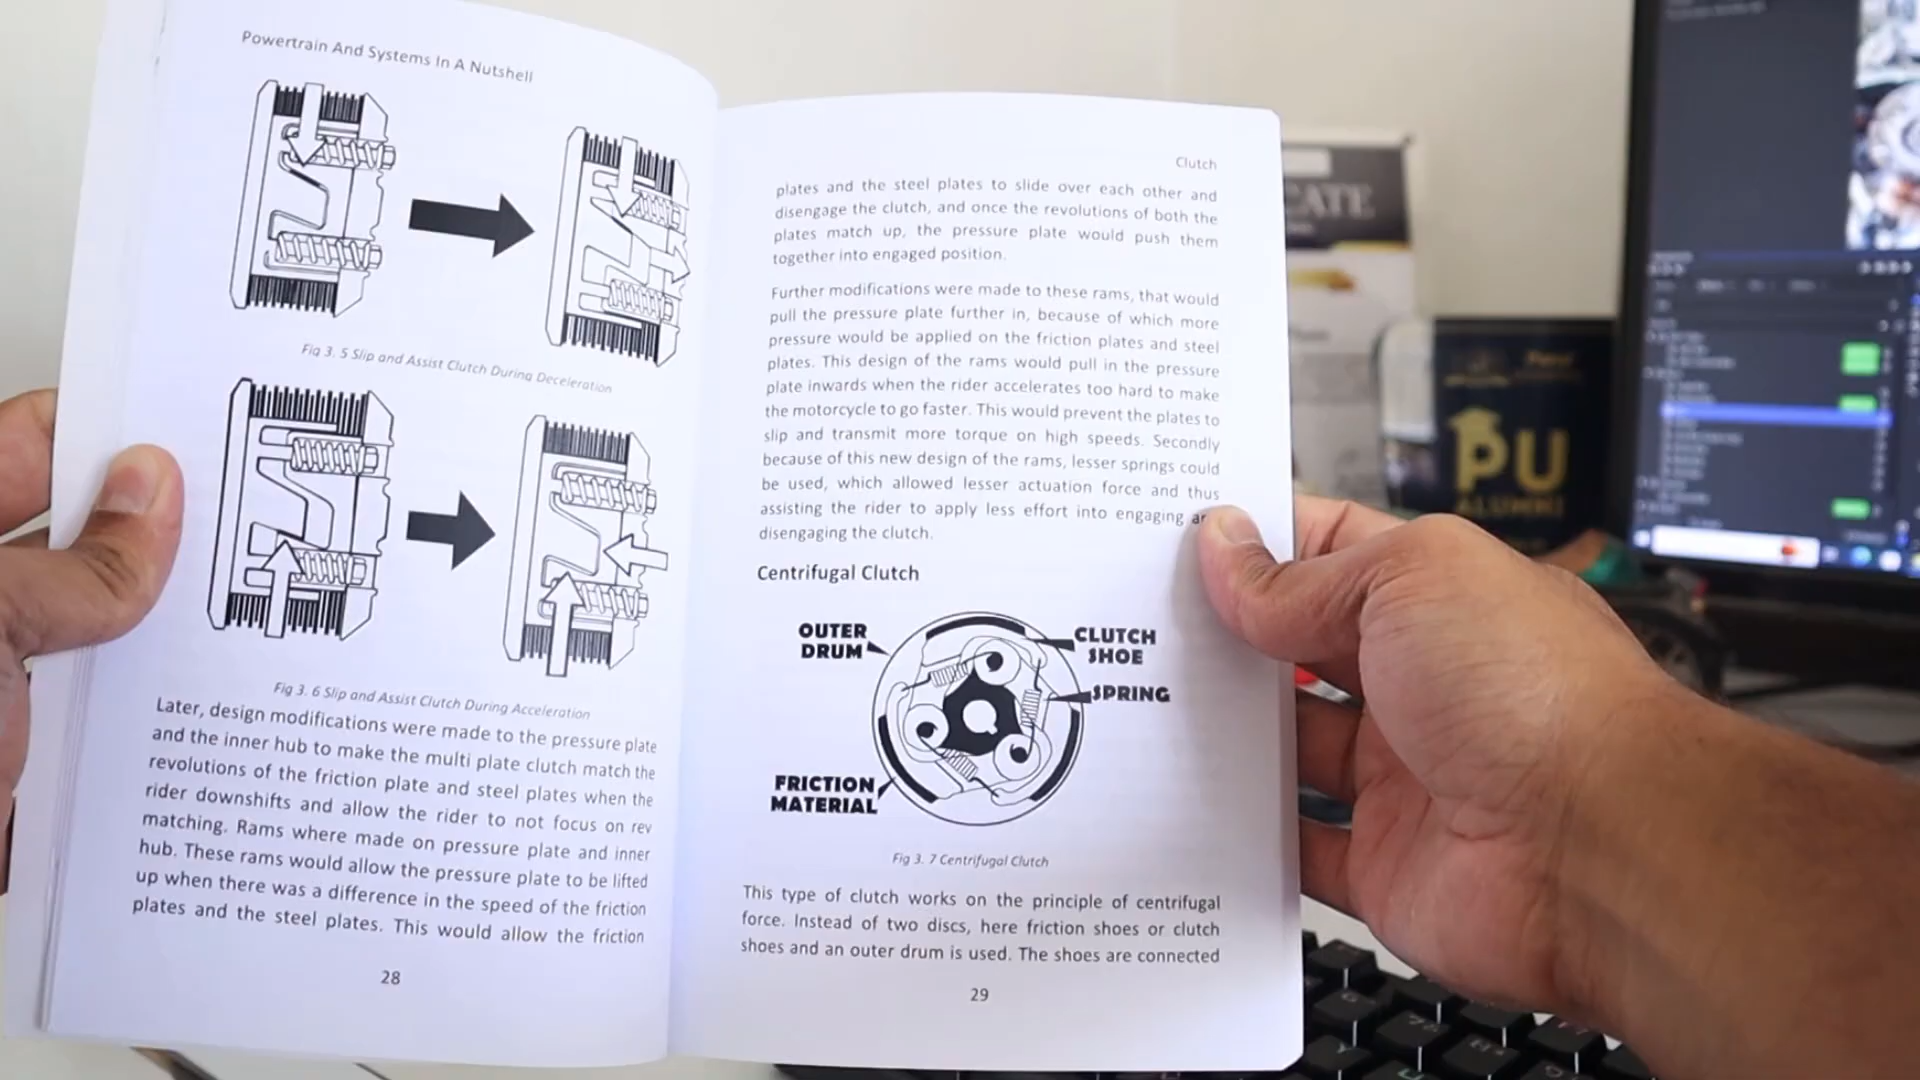 Powertrain And Systems In A Nutshell
Fig 3. 5 Slip and Assist Clutch During Deceleration
Fig 3. 6 Slip and Assist Clutch During Acceleration
Later, design modifications were made to the pressure plate
and the inner hub to make the multi plate clutch match the
revolutions of the friction plate and steel plates when the
rider downshifts and allow the rider to not focus on rev
matching. Rams where made on pressure plate and inner
hub. These rams would allow the pressure plate to be lifted
up when there was a difference in the speed of the friction
plates and the steel plates. This would allow the friction
28
Clutch
plates and the steel plates to slide over each other and
disengage the clutch, and once the revolutions of both the
plates match up, the pressure plate would push them
together into engaged position.
Further modifications were made to these rams, that would
pull the pressure plate further in, because of which more
pressure would be applied on the friction plates and steel
plates. This design of the rams would pull in the pressure
plate inwards when the rider accelerates too hard to make
the motorcycle to go faster. This would prevent the plates to
slip and transmit more torque on high speeds. Secondly
because of this new design of the rams, lesser springs could
be used, which allowed lesser actuation force and thus
assisting the rider to apply less effort into engaging
disengaging the clutch.
Centrifugal Clutch
OUTER
DRUM
CLUTCH
SHOE
SPRING
FRICTION
MATERIAL
Fig 3. 7 Centrifugal Clutch
This type of clutch works on the principle of centrifugal
force. Instead of two discs, here friction shoes or clutch
shoes and an outer drum is used. The shoes are connected
29
PU
ALUMNI